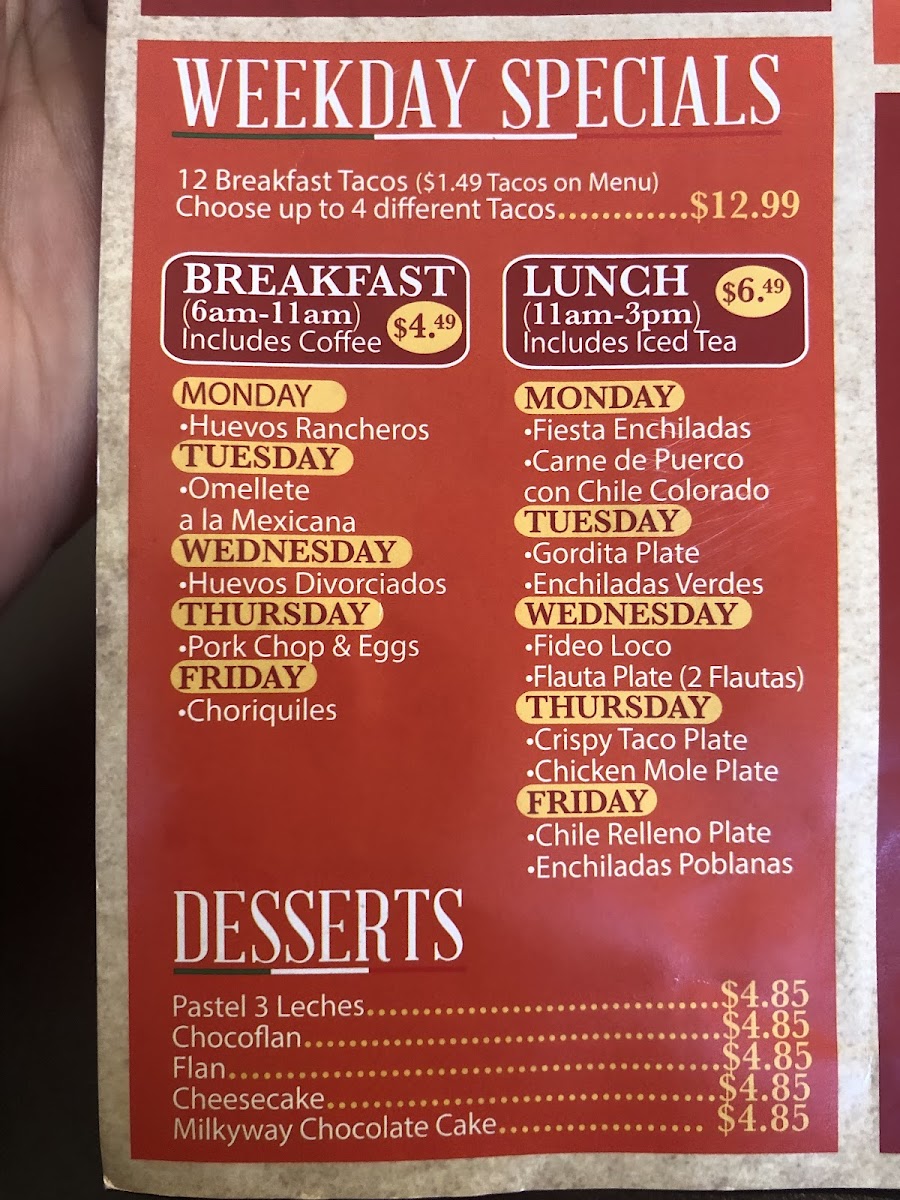 WEEKDAY SPECIALS
12 Breakfast Tacos ($1.49 Tacos on Menu)
Choose up to 4 different Tacos............$12.99
BREAKFAST
(6am-11am)
Includes Coffee
$4.49
MONDAY
•Huevos Rancheros
TUESDAY
•Omellete
a la Mexicana
WEDNESDAY
•Huevos Divorciados
THURSDAY
•Pork Chop & Eggs
FRIDAY
•Choriquiles
LUNCH
$6.49
(11am-3pm)
Includes Iced Tea
MONDAY
•Fiesta Enchiladas
•Carne de Puerco
con Chile Colorado
TUESDAY
•Gordita Plate
•Enchiladas Verdes
WEDNESDAY
•Fideo Loco
•Flauta Plate (2 Flautas)
THURSDAY
•Crispy Taco Plate
•Chicken Mole Plate
FRIDAY
•Chile Relleno Plate
•Enchiladas Poblanas
DESSERTS
Pastel 3 Leches....................................$4.85
Chocoflan...........................................$4.85
Flan...................................................$4.85
Cheesecake........................................$4.85
Milkyway Chocolate Cake.................... $4.85